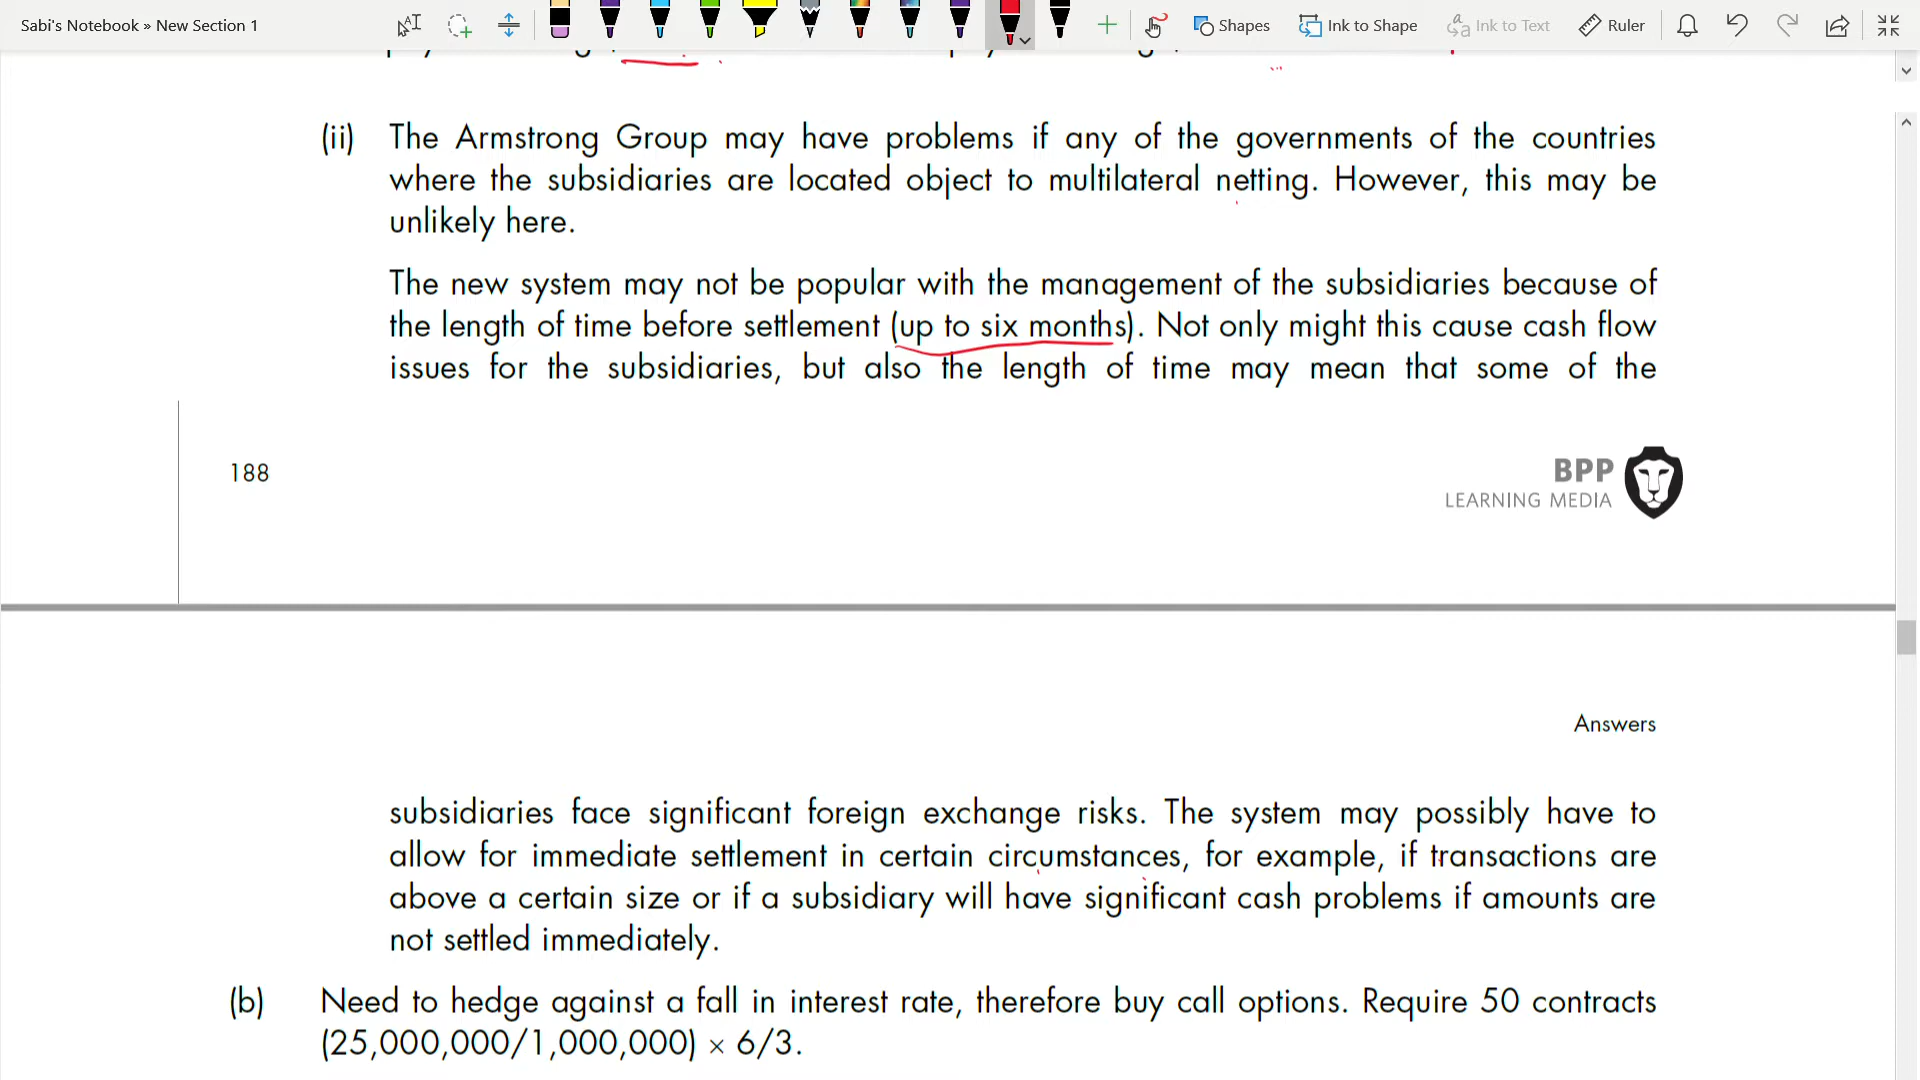 Sabi's Notebook » New Section 1
Shapes
Ink to Shape
Ink to Text
Ruler
(ii) The Armstrong Group may have problems if any of the governments of the countries
where the subsidiaries are located object to multilateral netting. However, this may be
unlikely here.
The new system may not be popular with the management of the subsidiaries because of
the length of time before settlement (up to six months). Not only might this cause cash flow
issues for the subsidiaries, but also the length of time may mean that some of the
188
BPP
LEARNING MEDIA
Answers
subsidiaries face significant foreign exchange risks. The system may possibly have to
allow for immediate settlement in certain circumstances, for example, if transactions are
above a certain size or if a subsidiary will have significant cash problems if amounts are
not settled immediately.
(b) Need to hedge against a fall in interest rate, therefore buy call options. Require 50 contracts
(25,000,000/1,000,000) × 6/3.